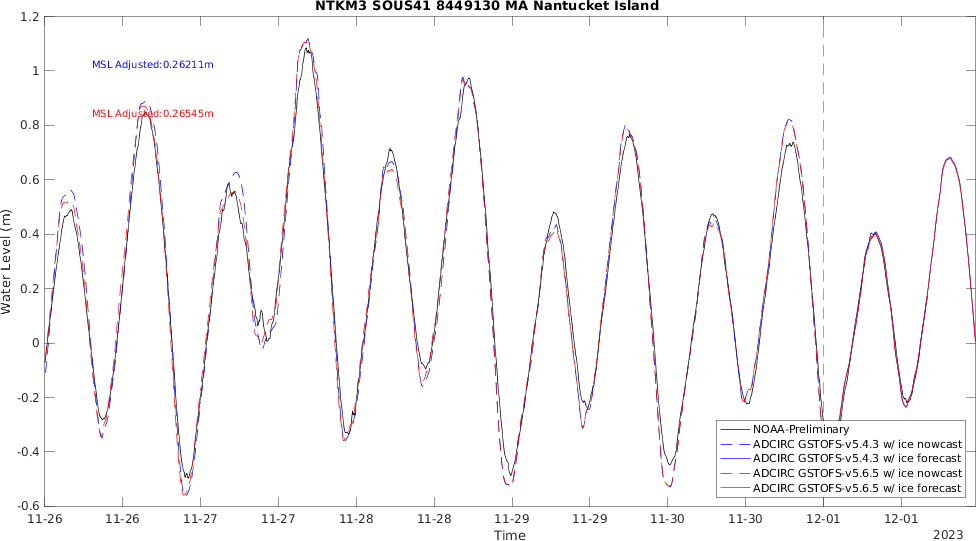 NTKM3 SOUS41 8449130 MA Nantucket Island
1.2
1
0.8
0.6
0.4
0.2
0
-0.2
-0.4
-0.6
Water Level (m)
MSL Adjusted:0.26211m
MSL Adjusted:0.26545m
NOAA-Preliminary
ADCIRC GSTOFS-v5.4.3 w/ ice nowcast
ADCIRC GSTOFS-v5.4.3 w/ ice forecast
ADCIRC GSTOFS-v5.6.5 w/ ice nowcast
ADCIRC GSTOFS-v5.6.5 w/ ice forecast
11-26 11-26 11-27 11-27 11-28 11-28 11-29 11-29 11-30 11-30 12-01 12-01
Time
2023